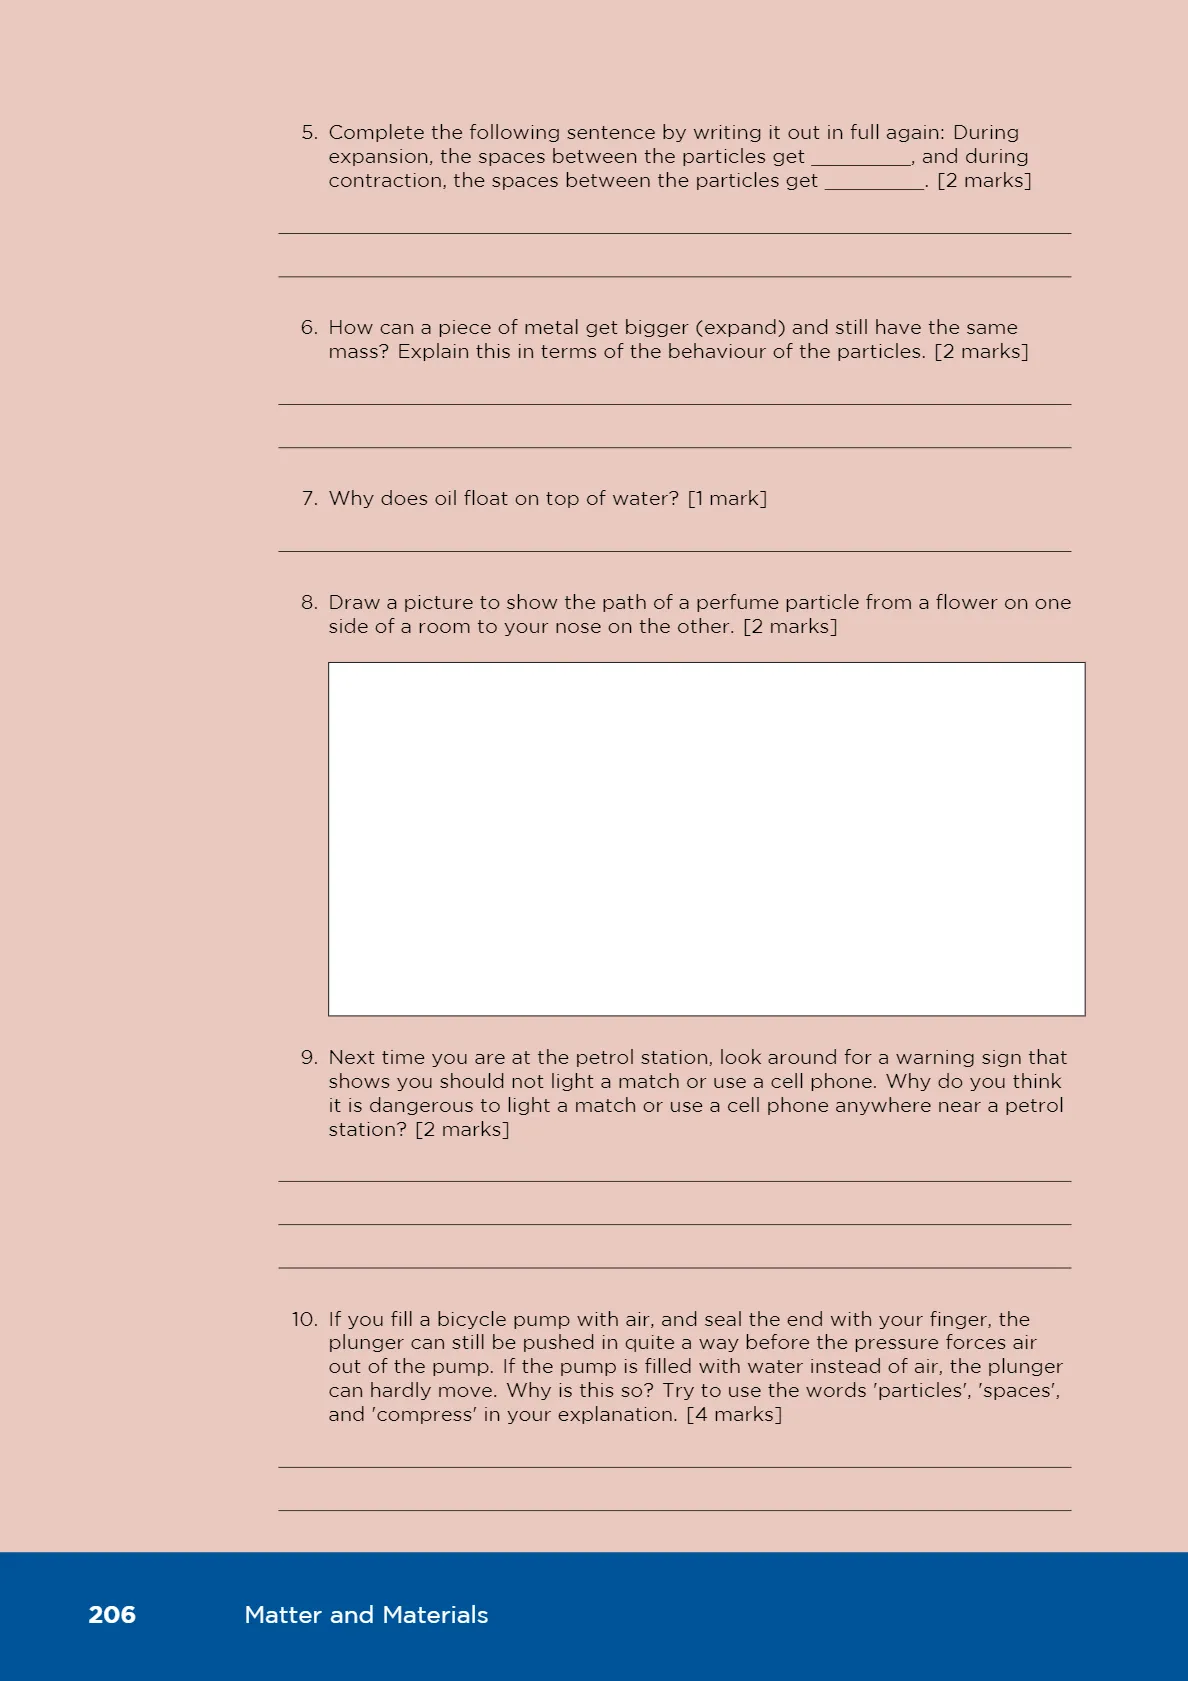 5. Complete the following sentence by writing it out in full again: During
expansion, the spaces between the particles get _________, and during
contraction, the spaces between the particles get _________. [2 marks]
6. How can a piece of metal get bigger (expand) and still have the same
mass? Explain this in terms of the behaviour of the particles. [2 marks]
7. Why does oil float on top of water? [1 mark]
8. Draw a picture to show the path of a perfume particle from a flower on one
side of a room to your nose on the other. [2 marks]
9. Next time you are at the petrol station, look around for a warning sign that
shows you should not light a match or use a cell phone. Why do you think
it is dangerous to light a match or use a cell phone anywhere near a petrol
station? [2 marks]
10. If you fill a bicycle pump with air, and seal the end with your finger, the
plunger can still be pushed in quite a way before the pressure forces air
out of the pump. If the pump is filled with water instead of air, the plunger
can hardly move. Why is this so? Try to use the words 'particles', 'spaces',
and 'compress' in your explanation. [4 marks]
206 Matter and Materials